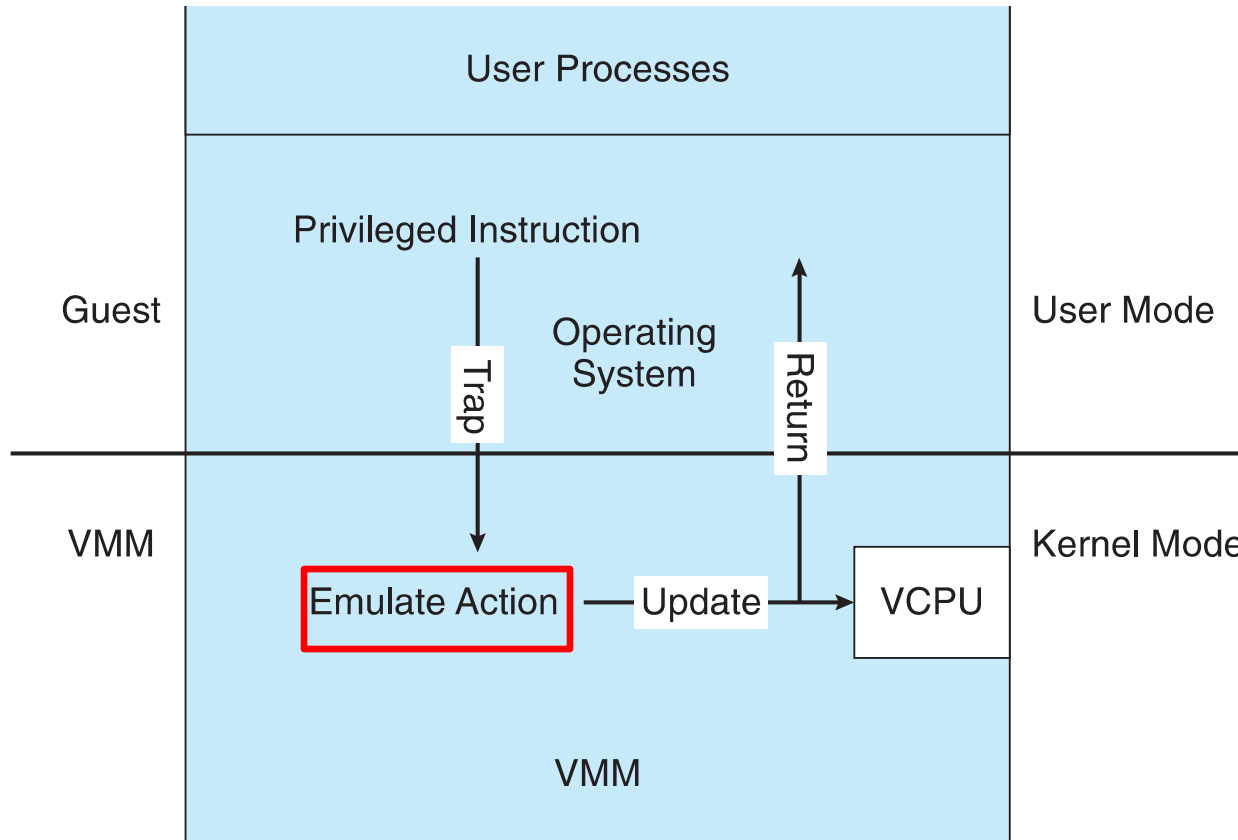 User Processes
Privileged Instruction
Guest
Operating
System
User Mode
Trap
Return
VMM
Kernel Mode
Emulate Action
Update
VCPU
VMM